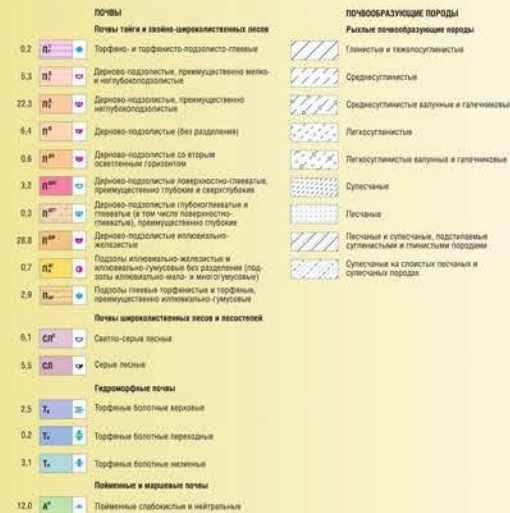 ПОЧВЫ
Почвы тайги и хвойно-широколиственных лесов
0,2 Торфяно- и торфянисто-подзолисто-глеевые
5,3 Дерново-подзолистые, преимущественно мелко-
и неглубокоподзолистые
22,3 Дерново-подзолистые, преимущественно
неглубокоподзолистые
6,4 Дерново-подзолистые (без разделения)
0,6 Дерново-подзолистые со вторым
осветленным горизонтом
3,2 Дерново-подзолистые поверхностно-глееватые,
преимущественно глубокие и сверхглубокие
0,3 Дерново-подзолистые глубокоглееватые и
глееватые (в том числе поверхностно-
глееватые), преимущественно глубокие
28,8 Дерново-подзолистые иллювиально-
железистые
0,7 Подзолы иллювиально-железистые и
иллювиально-гумусовые без разделения (под-
золы иллювиально-мало- и многогумусовые)
2,9 Подзолы глеевые торфянистые и торфяные,
преимущественно иллювиально-гумусовые
Почвы широколиственных лесов и лесостепей
6,1 Светло-серые лесные
5,5 СЛ Серые лесные
Гидроморфные почвы
2,5 Торфяные болотные верховые
0,2 Торфяные болотные переходные
3,1 Торфяные болотные низинные
Пойменные и маршевые почвы
12,0 Пойменные слабокислые и нейтральные
ПОЧВООБРАЗУЮЩИЕ ПОРОДЫ
Рыхлые почвообразующие породы
Глинистые и тяжелосуглинистые
Среднесуглинистые
Среднесуглинистые валунные и галечниковые
Легкосуглинистые
Легкосуглинистые валунные и галечниковые
Супесчаные
Песчаные
Песчаные и супесчаные, подстилаемые
суглинистыми и глинистыми породами
Супесчаные на слоистых песчаных и
супесчаных породах